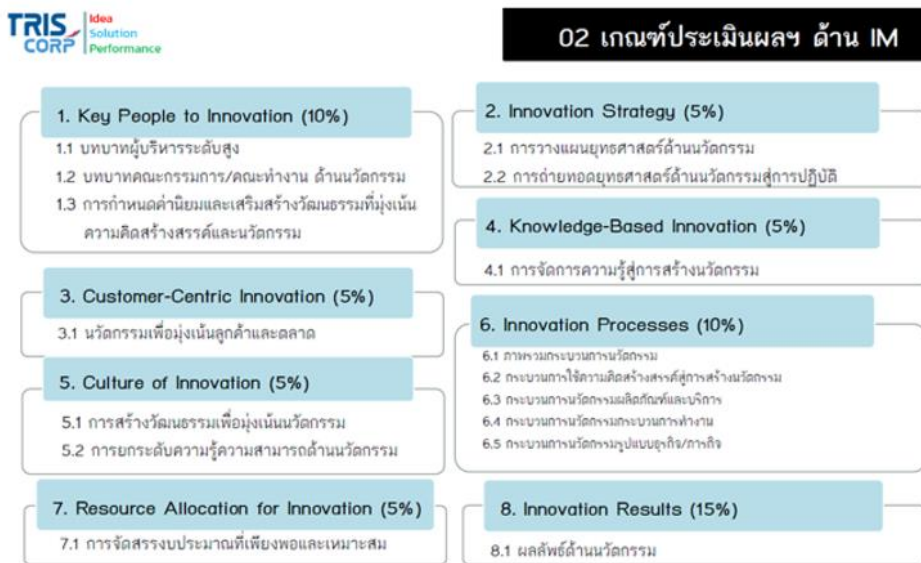 TRIS CORP
Idea
Solution
Performance
02 เกณฑ์ประเมินผลฯ ด้าน IM
1. Key People to Innovation (10%)
1.1 บทบาทผู้บริหารระดับสูง
1.2 บทบาทคณะกรรมการ/คณะทำงาน ด้านนวัตกรรม
1.3 การกำหนดค่านิยมและเสริมสร้างวัฒนธรรมที่มุ่งเน้น
ความคิดสร้างสรรค์และนวัตกรรม
2. Innovation Strategy (5%)
2.1 การวางแผนยุทธศาสตร์ด้านนวัตกรรม
2.2 การถ่ายทอดยุทธศาสตร์ด้านนวัตกรรมสู่การปฏิบัติ
3. Customer-Centric Innovation (5%)
3.1 นวัตกรรมเพื่อมุ่งเน้นลูกค้าและตลาด
4. Knowledge-Based Innovation (5%)
4.1 การจัดการความรู้สู่การสร้างนวัตกรรม
5. Culture of Innovation (5%)
5.1 การสร้างวัฒนธรรมเพื่อมุ่งเน้นนวัตกรรม
5.2 การยกระดับความรู้ความสามารถด้านนวัตกรรม
6. Innovation Processes (10%)
6.1 ภาพรวมกระบวนการนวัตกรรม
6.2 กระบวนการใช้ความคิดสร้างสรรค์สู่การสร้างนวัตกรรม
6.3 กระบวนการนวัตกรรมผลิตภัณฑ์และบริการ
6.4 กระบวนการนวัตกรรมกระบวนการทำงาน
6.5 กระบวนการนวัตกรรมรูปแบบธุรกิจ/ภารกิจ
7. Resource Allocation for Innovation (5%)
7.1 การจัดสรรงบประมาณที่เพียงพอและเหมาะสม
8. Innovation Results (15%)
8.1 ผลลัพธ์ด้านนวัตกรรม